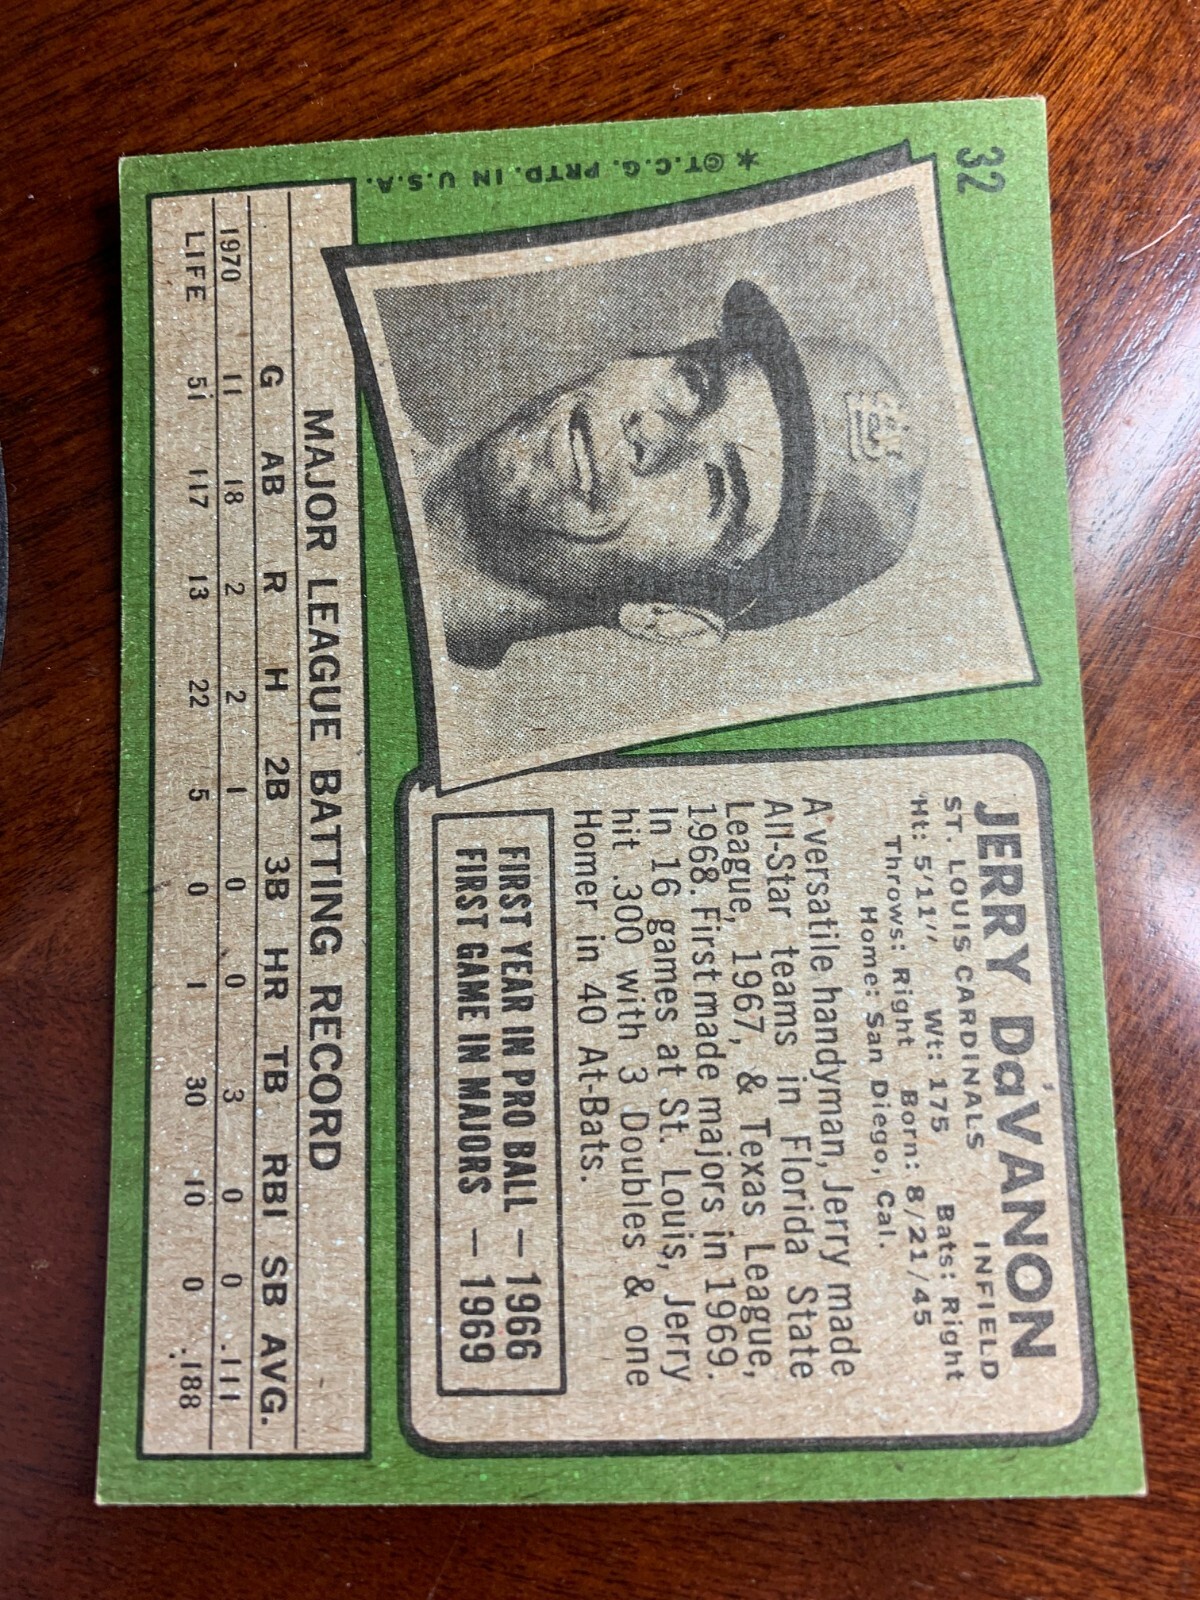 32
* ©T.C.G. PRTD. IN U.S.A.
JERRY Da'VANON
ST. LOUIS CARDINALS INFIELD
Ht: 5'11" Wt: 175 Bats: Right
Throws: Right Born: 8/21/45
Home: San Diego, Cal.
A versatile handyman, Jerry made
All-Star teams in Florida State
League, 1967, & Texas League,
1968. First made majors in 1969.
In 16 games at St. Louis, Jerry
hit .300 with 3 Doubles & one
Homer in 40 At-Bats.
FIRST YEAR IN PRO BALL — 1966
FIRST GAME IN MAJORS — 1969
MAJOR LEAGUE BATTING RECORD
G AB R H 2B 3B HR TB RBI SB AVG.
1970 11 18 2 2 1 0 0 3 0 0 .111
LIFE 51 117 13 22 5 0 1 30 10 0 .188